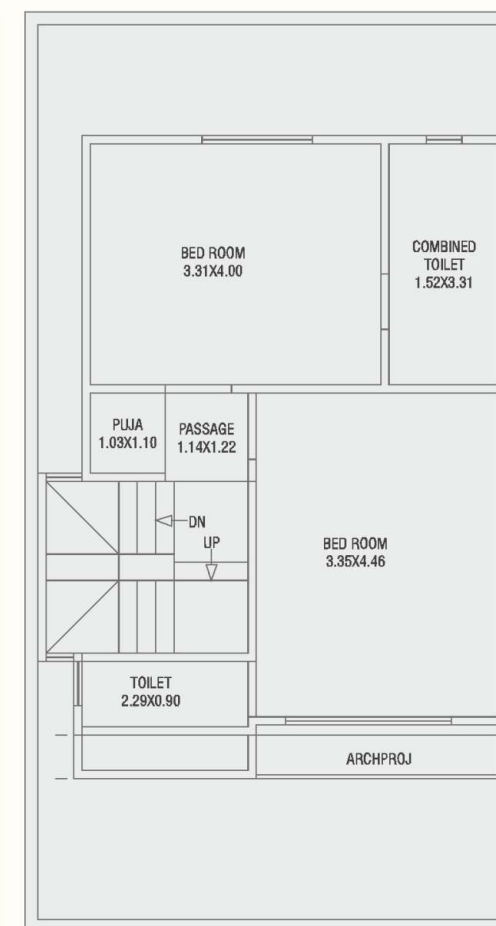 BED ROOM
3.31X4.00
COMBINED
TOILET
1.52X3.31
PUJA
1.03X1.10
PASSAGE
1.14X1.22
DN
UP
BED ROOM
3.35X4.46
TOILET
2.29X0.90
ARCHPROJ